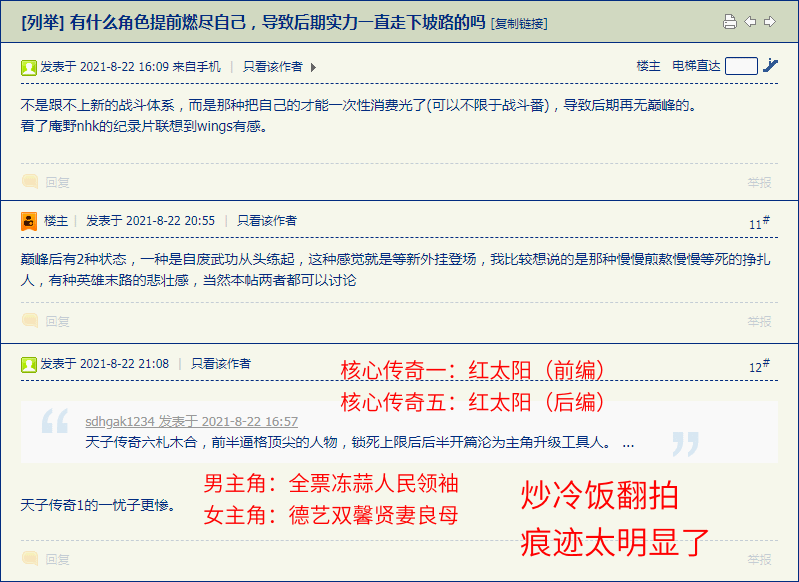 [列举] 有什么角色提前燃尽自己，导致后期实力一直走下坡路的吗 [复制链接]
发表于 2021-8-22 16:09 来自手机 | 只看该作者
楼主 电梯直达
不是跟不上新的战斗体系，而是那种把自己的才能一次性消费光了(可以不限于战斗番)，导致后期再无巅峰的。
看了庵野nhk的纪录片联想到wings有感。
回复 举报
楼主 | 发表于 2021-8-22 20:55 | 只看该作者
11#
巅峰后有2种状态，一种是自废武功从头练起，这种感觉就是等新外挂登场，我比较想说的是那种慢慢煎熬慢慢等死的挣扎
人，有种英雄末路的悲壮感，当然本帖两者都可以讨论
回复 举报
发表于 2021-8-22 21:08 | 只看该作者
12#
核心传奇一：红太阳（前编）
核心传奇五：红太阳（后编）
sdhgak1234 发表于 2021-8-22 16:57
天子传奇六札木合，前半逼格顶尖的人物，锁死上限后后半开篇沦为主角升级工具人。 ...
天子传奇1的一忧子更惨。
男主角：全票冻蒜人民领袖
女主角：德艺双馨贤妻良母
炒冷饭翻拍
痕迹太明显了
回复 举报